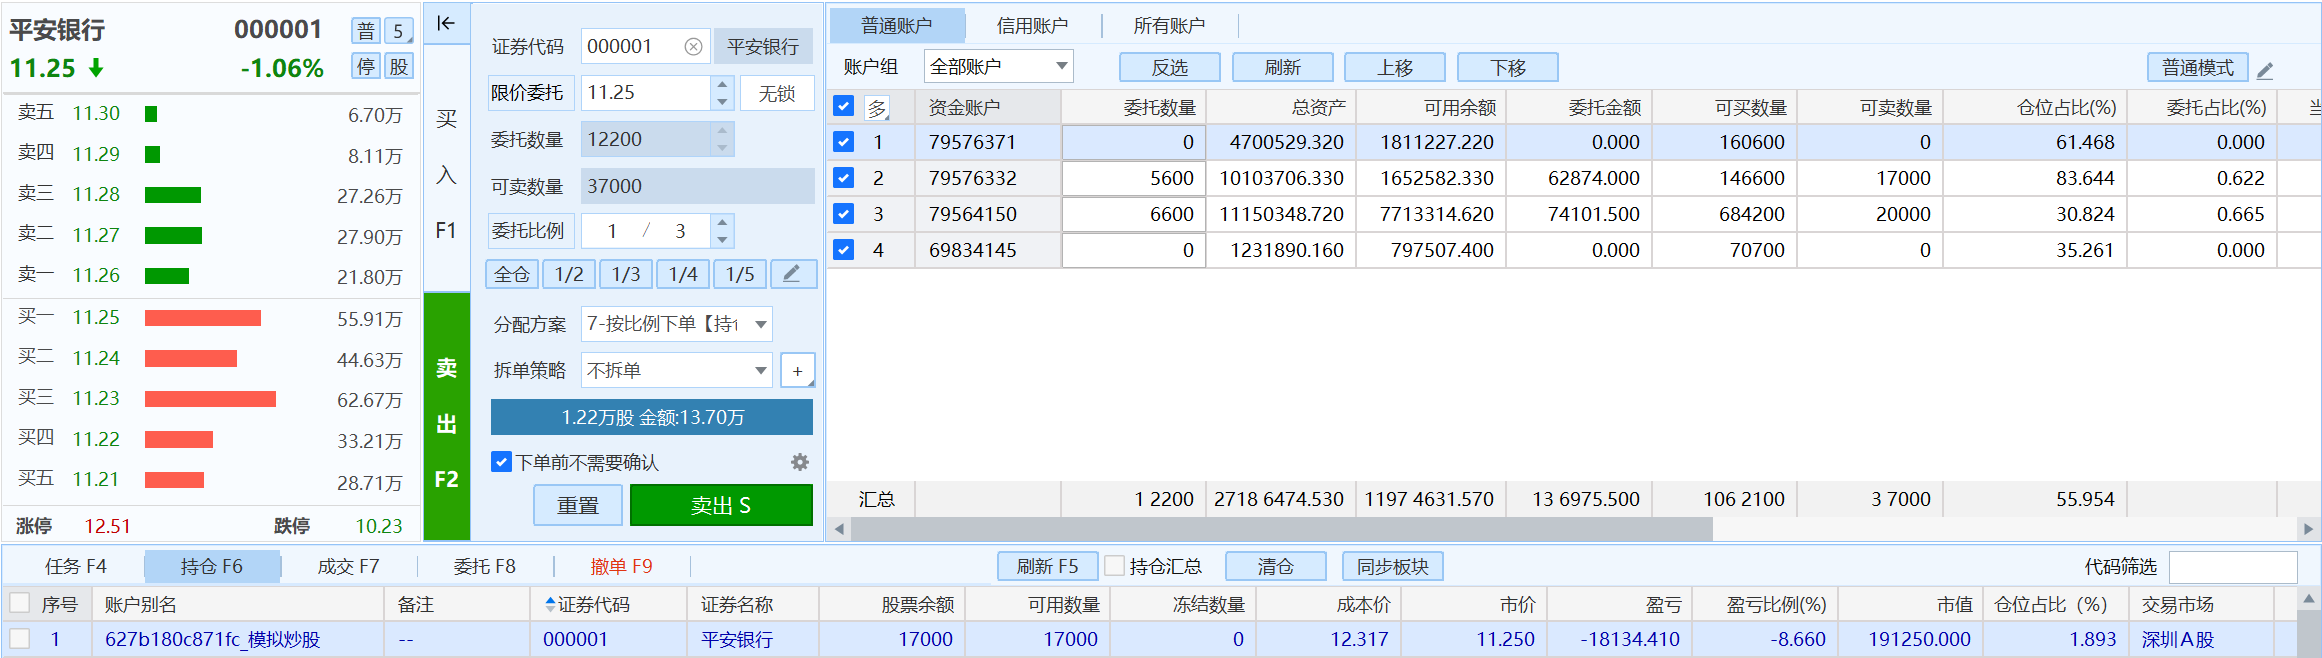 平安银行 000001 普 5
11.25 -1.06% 停 股
卖五 11.30 6.70万
卖四 11.29 8.11万
卖三 11.28 27.26万
卖二 11.27 27.90万
卖一 11.26 21.80万
买一 11.25 55.91万
买二 11.24 44.63万
买三 11.23 62.67万
买四 11.22 33.21万
买五 11.21 28.71万
涨停 12.51 跌停 10.23
买
入
F1
卖
出
F2
证券代码 000001 平安银行
限价委托 11.25 无锁
委托数量 12200
可卖数量 37000
委托比例 1 / 3
全仓 1/2 1/3 1/4 1/5
分配方案 7-按比例下单【持
拆单策略 不拆单 +
1.22万股 金额:13.70万
下单前不需要确认
重置 卖出 S
普通账户 信用账户 所有账户
账户组 全部账户 反选 刷新 上移 下移 普通模式
多 资金账户 委托数量 总资产 可用余额 委托金额 可买数量 可卖数量 仓位占比(%) 委托占比(%)
1 79576371 0 4700529.320 1811227.220 0.000 160600 0 61.468 0.000
2 79576332 5600 10103706.330 1652582.330 62874.000 146600 17000 83.644 0.622
3 79564150 6600 11150348.720 7713314.620 74101.500 684200 20000 30.824 0.665
4 69834145 0 1231890.160 797507.400 0.000 70700 0 35.261 0.000
汇总 1 2200 2718 6474.530 1197 4631.570 13 6975.500 106 2100 3 7000 55.954
任务 F4 持仓 F6 成交 F7 委托 F8 撤单 F9 刷新 F5 持仓汇总 清仓 同步板块 代码筛选
序号 账户别名 备注 证券代码 证券名称 股票余额 可用数量 冻结数量 成本价 市价 盈亏 盈亏比例(%) 市值 仓位占比（%） 交易市场
1 627b180c871fc_模拟炒股 -- 000001 平安银行 17000 17000 0 12.317 11.250 -18134.410 -8.660 191250.000 1.893 深圳A股